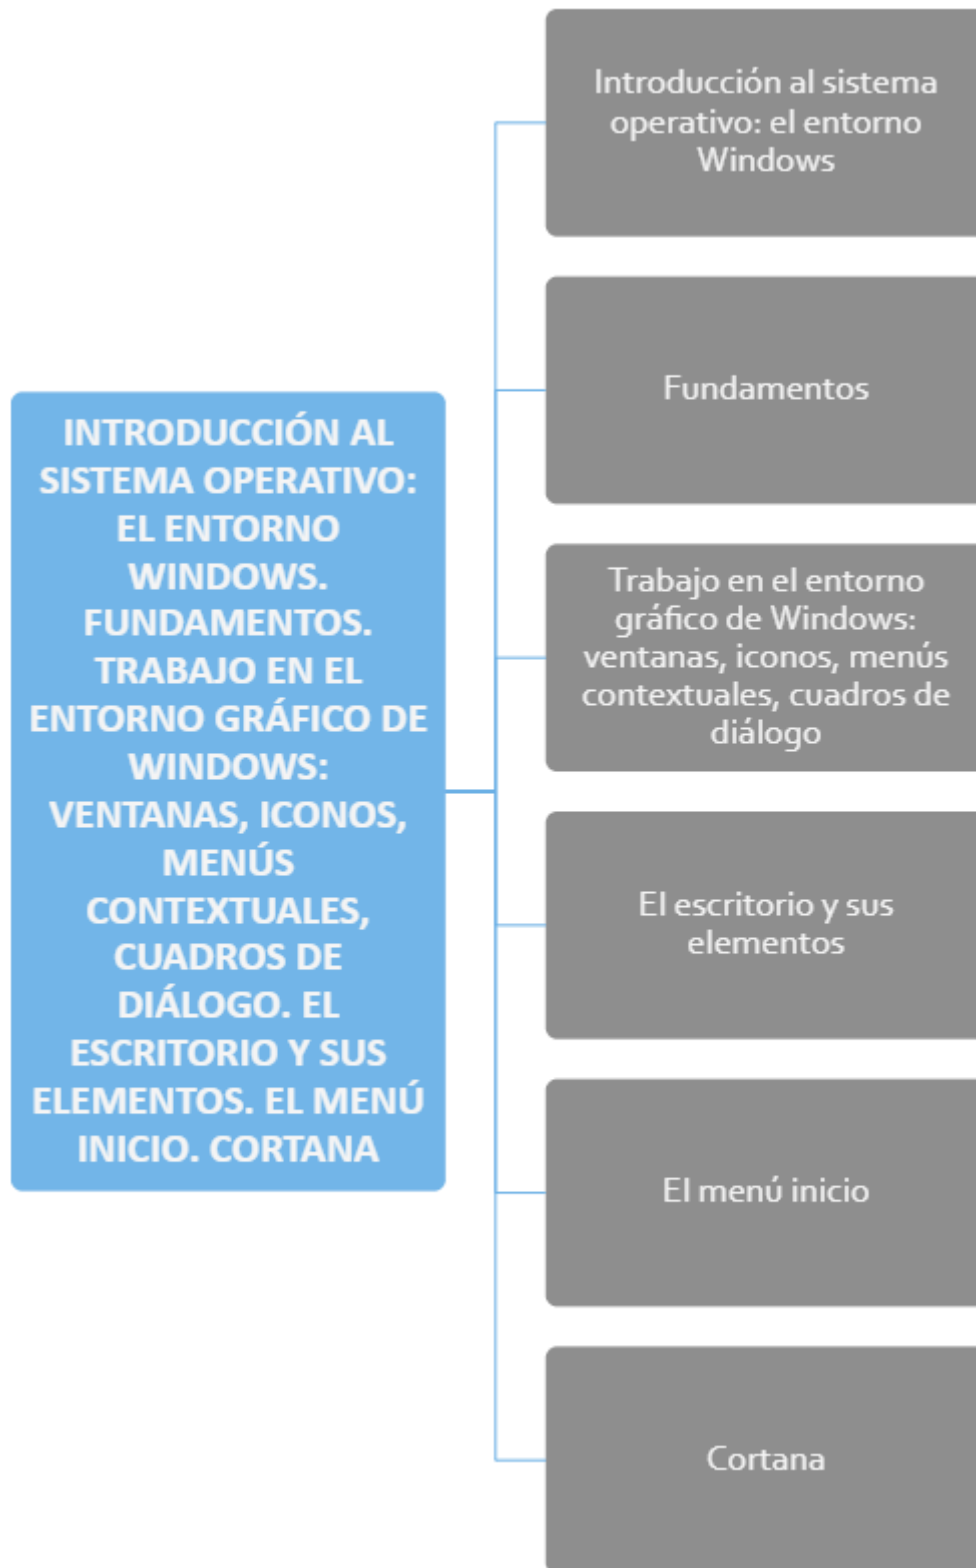 INTRODUCCIÓN AL
SISTEMA OPERATIVO:
EL ENTORNO
WINDOWS.
FUNDAMENTOS.
TRABAJO EN EL
ENTORNO GRÁFICO DE
WINDOWS:
VENTANAS, ICONOS,
MENÚS
CONTEXTUALES,
CUADROS DE
DIÁLOGO. EL
ESCRITORIO Y SUS
ELEMENTOS. EL MENÚ
INICIO. CORTANA
Introducción al sistema
operativo: el entorno
Windows
Fundamentos
Trabajo en el entorno
gráfico de Windows:
ventanas, iconos, menús
contextuales, cuadros de
diálogo
El escritorio y sus
elementos
El menú inicio
Cortana